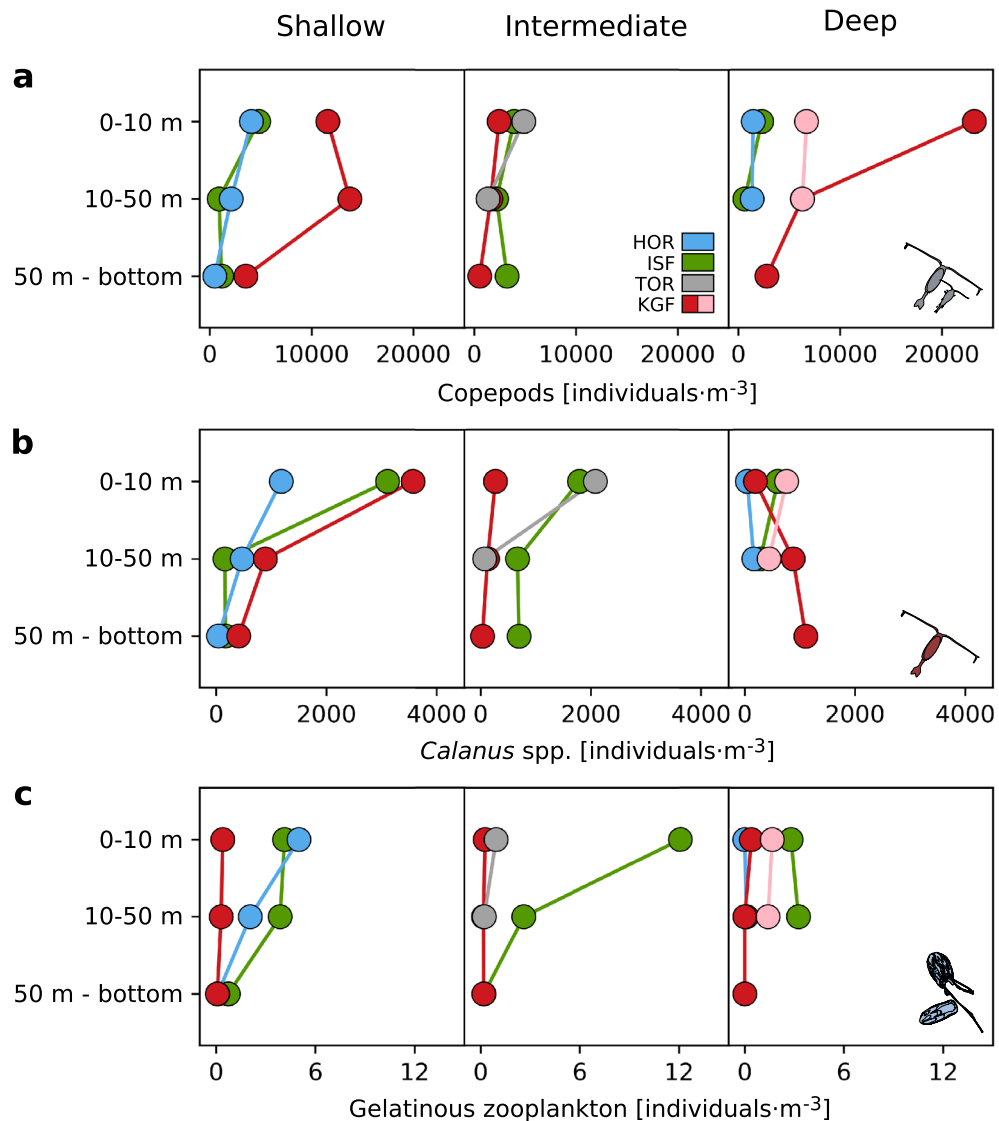 Shallow Intermediate Deep
a
0-10 m
10-50 m
50 m - bottom
HOR
ISF
TOR
KGF
0 10000 20000 0 10000 20000 0 10000 20000
Copepods [individuals·m-3]
b
0-10 m
10-50 m
50 m - bottom
0 2000 4000 0 2000 4000 0 2000 4000
Calanus spp. [individuals·m-3]
c
0-10 m
10-50 m
50 m - bottom
0 6 12 0 6 12 0 6 12
Gelatinous zooplankton [individuals·m-3]